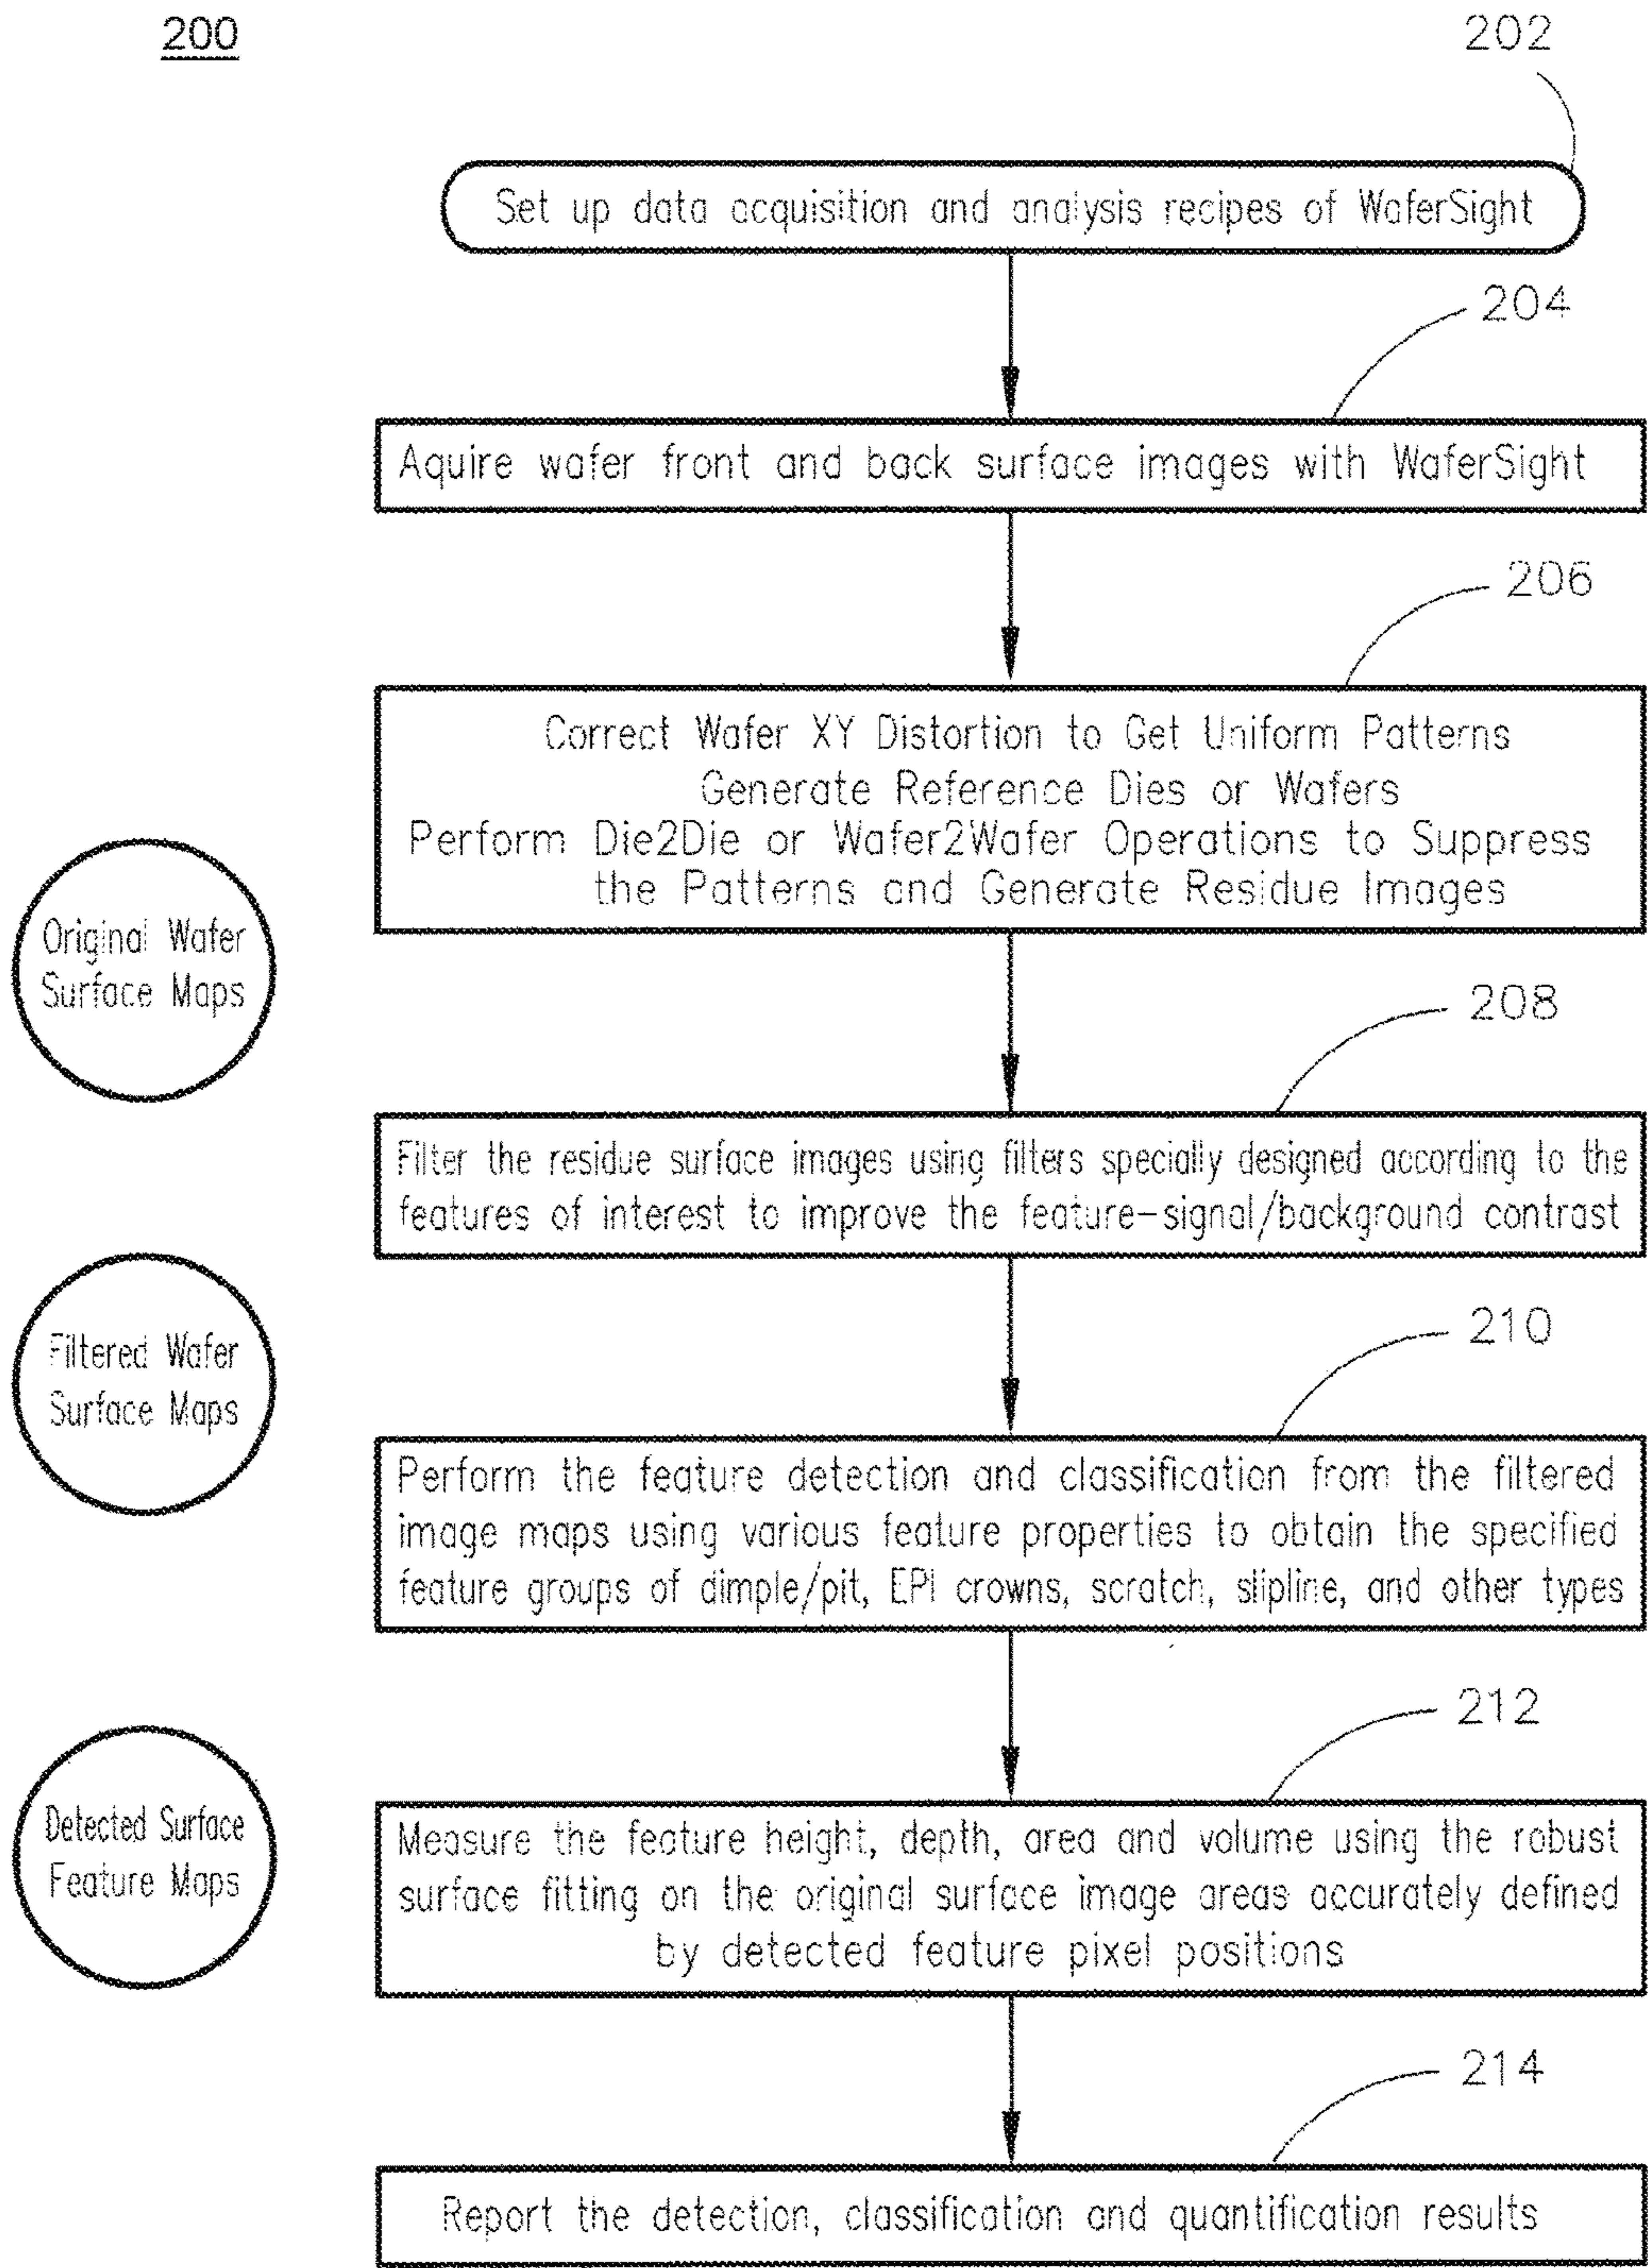 200
202
Set up data acquisition and analysis recipes of WaferSight
204
Aquire wafer front and back surface images with WaferSight
206
Correct Wafer XY Distortion to Get Uniform Patterns
Generate Reference Dies or Wafers
Perform Die2Die or Wafer2Wafer Operations to Suppress
the Patterns and Generate Residue Images
Original Wafer
Surface Maps
208
Filter the residue surface images using filters specially designed according to the
features of interest to improve the feature-signal/background contrast
Filtered Wafer
Surface Maps
210
Perform the feature detection and classification from the filtered
image maps using various feature properties to obtain the specified
feature groups of dimple/pit, EPI crowns, scratch, slipline, and other types
212
Detected Surface
Feature Maps
Measure the feature height, depth, area and volume using the robust
surface fitting on the original surface image areas accurately defined
by detected feature pixel positions
214
Report the detection, classification and quantification results